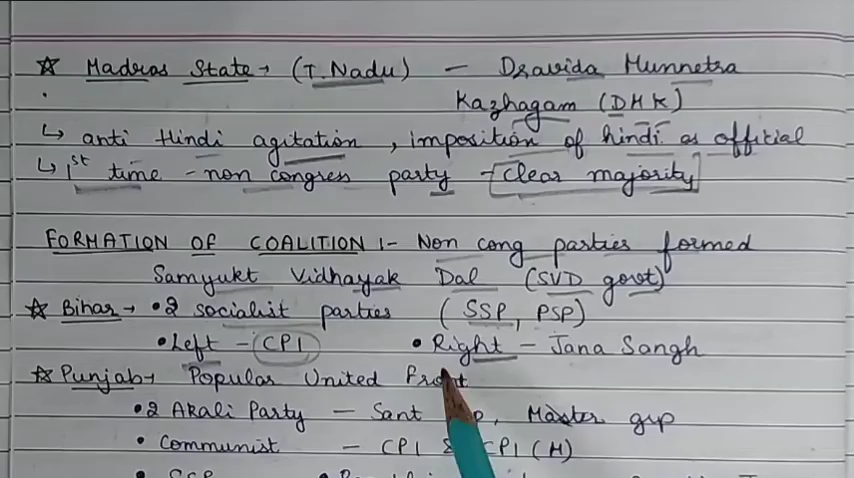 ☆ Madras State → (T. Nadu) - Dravida Munnetra
Kazhagam (DMK)
↳ anti Hindi agitation, imposition of hindi as official
↳ 1st time - non congress party - [clear majority]
FORMATION OF COALITION :- Non cong parties formed
Samyukt Vidhayak Dal (SVD govt)
☆ Bihar → • 2 socialist parties (SSP, PSP)
• Left - CPI • Right - Jana Sangh
☆ Punjab → Popular United Front
• 2 Akali Party - Sant, Master grp
• Communist - CPI & CPI (M)